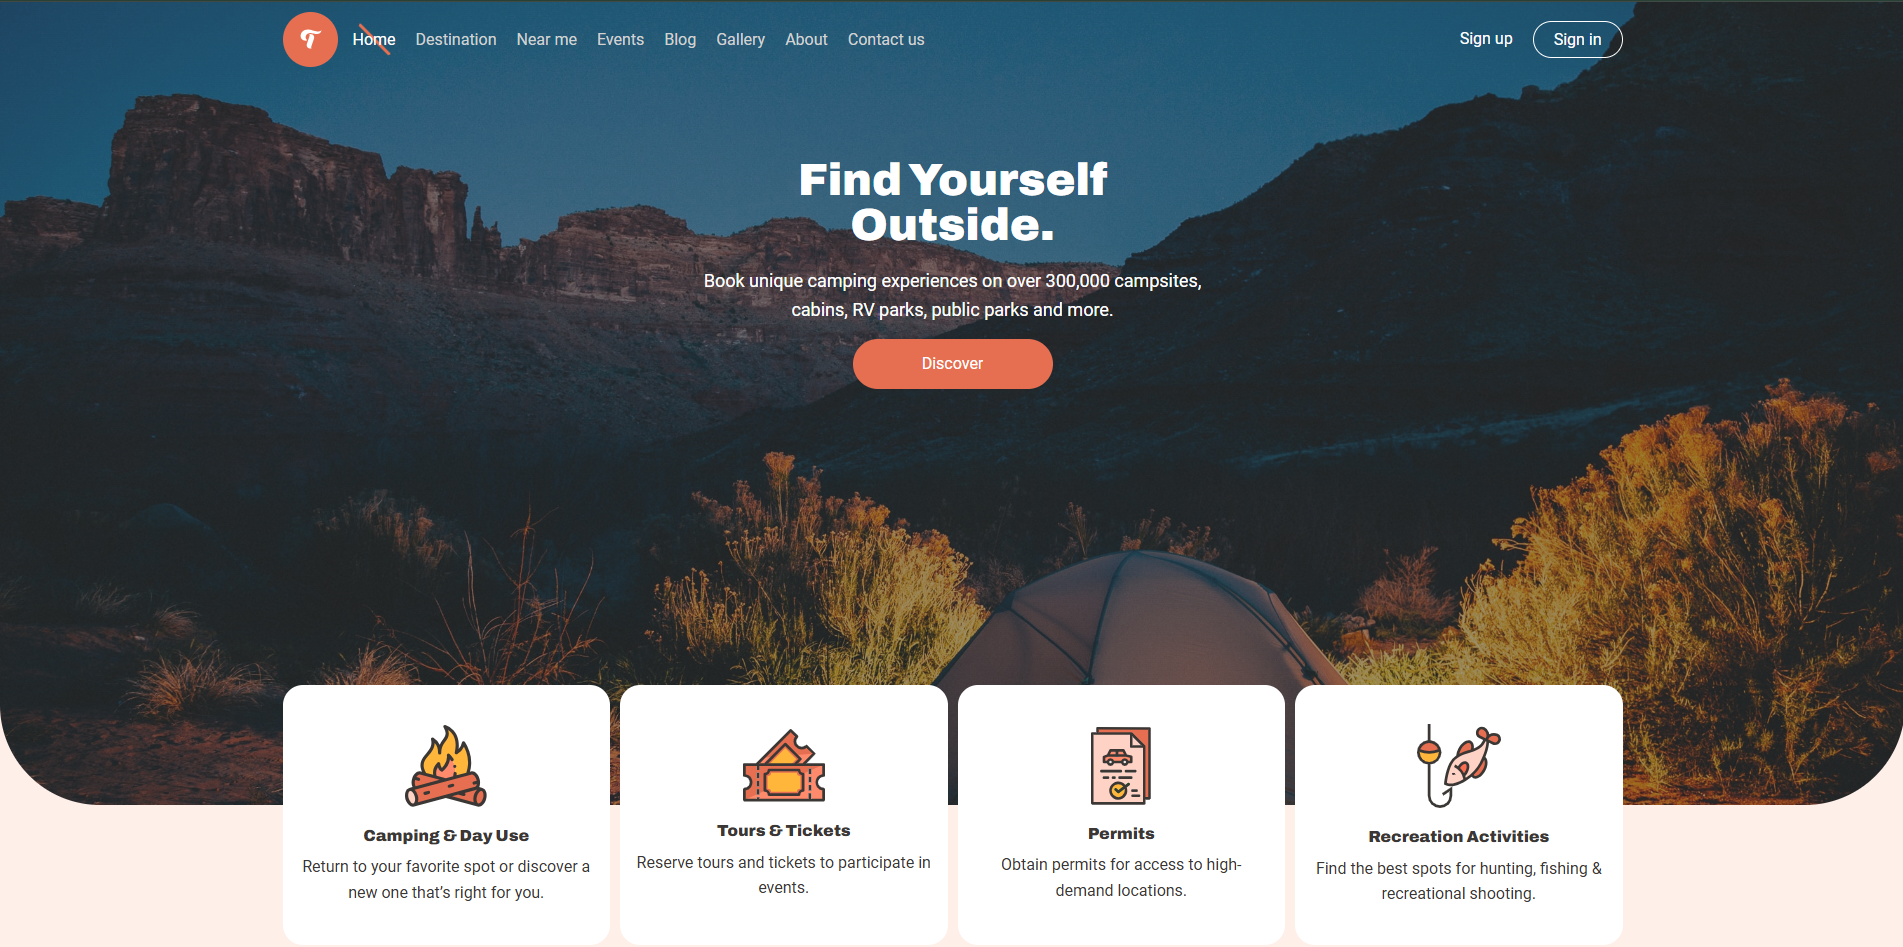 Home Destination Near me Events Blog Gallery About Contact us Sign up Sign in
Find Yourself
Outside.
Book unique camping experiences on over 300,000 campsites,
cabins, RV parks, public parks and more.
Discover
Camping & Day Use
Return to your favorite spot or discover a
new one that’s right for you.
Tours & Tickets
Reserve tours and tickets to participate in
events.
Permits
Obtain permits for access to high-
demand locations.
Recreation Activities
Find the best spots for hunting, fishing &
recreational shooting.